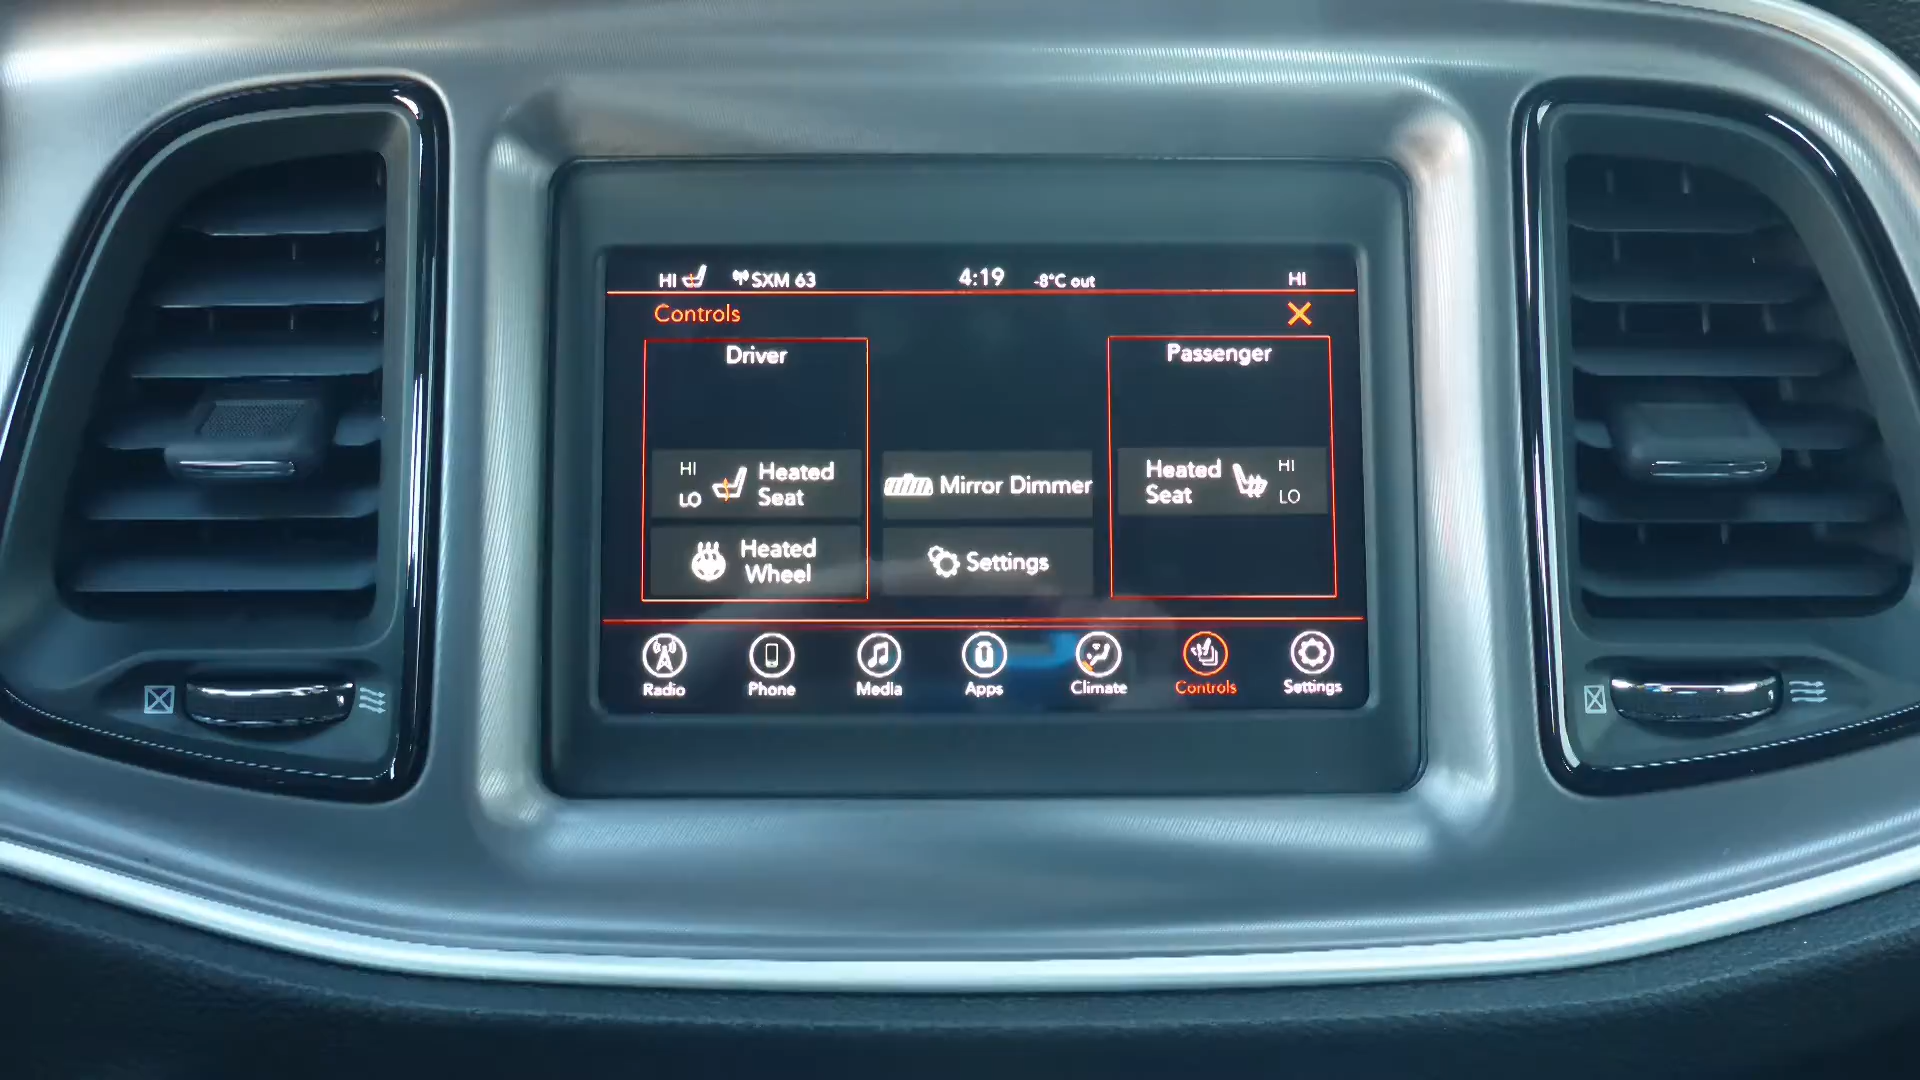 HI SXM 63 4:19 -8°C out HI
Controls
Driver
Passenger
HI
LO
Heated
Seat
Mirror Dimmer
Heated
Seat
HI
LO
Heated
Wheel
Settings
Radio Phone Media Apps Climate Controls Settings